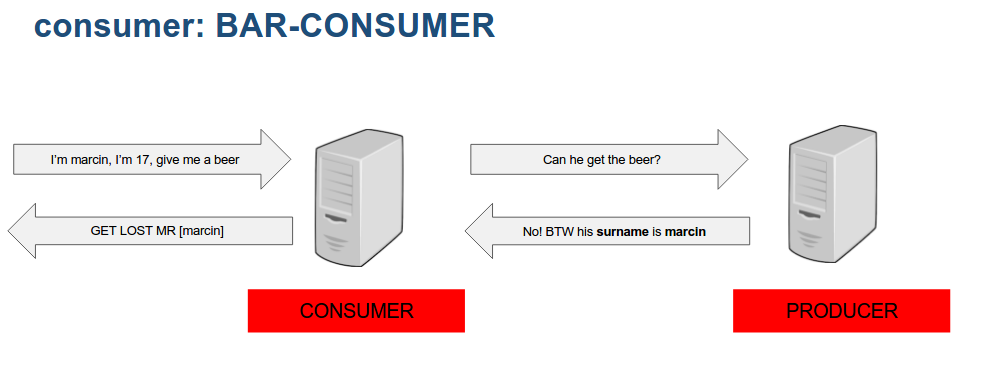 consumer: BAR-CONSUMER
I'm marcin, I'm 17, give me a beer
Can he get the beer?
GET LOST MR [marcin]
No! BTW his surname is marcin
CONSUMER
PRODUCER